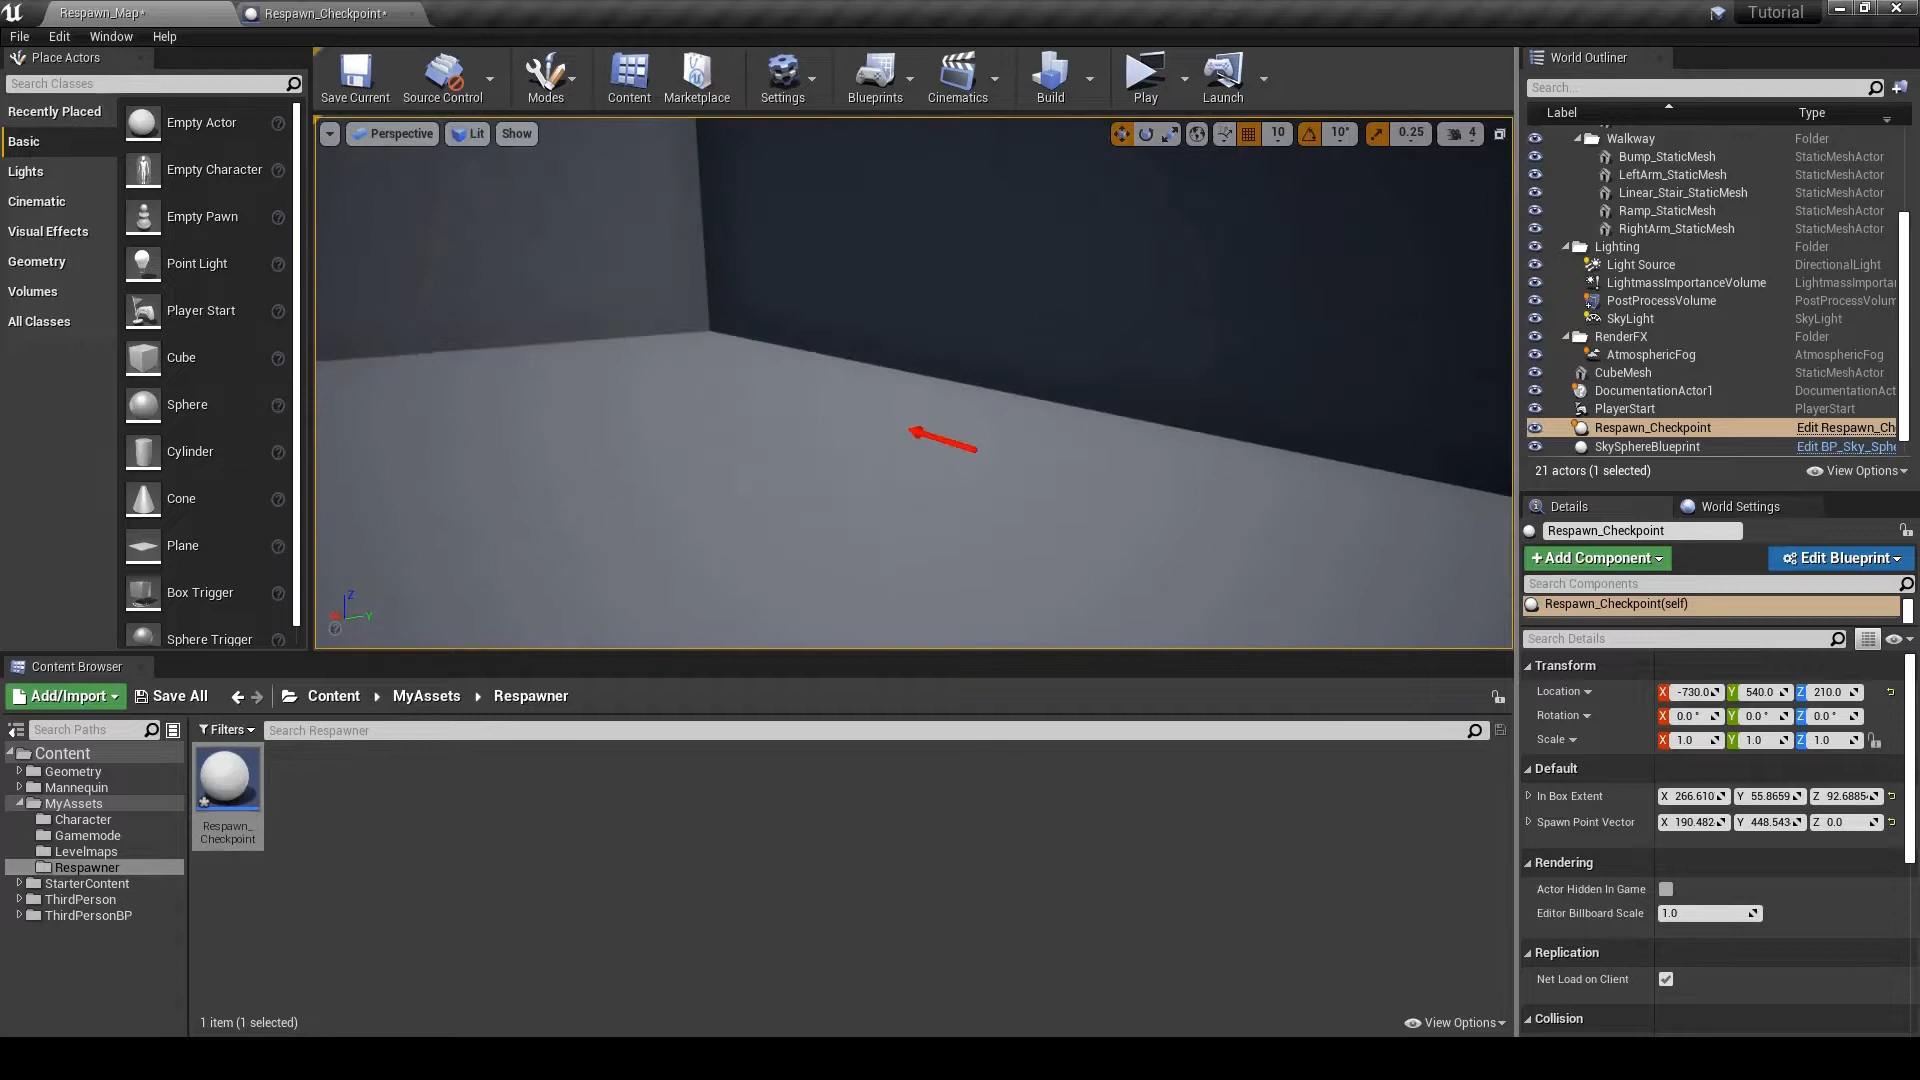 Respawn_Map*
Respawn_Checkpoint*
Tutorial
File Edit Window Help
Place Actors
Search Classes
Recently Placed
Basic
Lights
Cinematic
Visual Effects
Geometry
Volumes
All Classes
Empty Actor
Empty Character
Empty Pawn
Point Light
Player Start
Cube
Sphere
Cylinder
Cone
Plane
Box Trigger
Sphere Trigger
Save Current
Source Control
Modes
Content
Marketplace
Settings
Blueprints
Cinematics
Build
Play
Launch
Perspective
Lit
Show
10
10°
0.25
4
Z
Y
World Outliner
Search...
Label Type
Walkway Folder
Bump_StaticMesh StaticMeshActor
LeftArm_StaticMesh StaticMeshActor
Linear_Stair_StaticMesh StaticMeshActor
Ramp_StaticMesh StaticMeshActor
RightArm_StaticMesh StaticMeshActor
Lighting Folder
Light Source DirectionalLight
LightmassImportanceVolume LightmassImportar
PostProcessVolume PostProcessVolum
SkyLight SkyLight
RenderFX Folder
AtmosphericFog AtmosphericFog
CubeMesh StaticMeshActor
DocumentationActor1 DocumentationAct
PlayerStart PlayerStart
Respawn_Checkpoint Edit Respawn_Ch
SkySphereBlueprint Edit BP_Sky_Sphe
21 actors (1 selected) View Options
Details World Settings
Respawn_Checkpoint
+Add Component Edit Blueprint
Search Components
Respawn_Checkpoint(self)
Search Details
Transform
Location X -730.0 Y 540.0 Z 210.0
Rotation X 0.0 ° Y 0.0 ° Z 0.0 °
Scale X 1.0 Y 1.0 Z 1.0
Default
In Box Extent X 266.610 Y 55.8659 Z 92.6885
Spawn Point Vector X 190.482 Y 448.543 Z 0.0
Rendering
Actor Hidden In Game
Editor Billboard Scale 1.0
Replication
Net Load on Client
Collision
Content Browser
Add/Import Save All Content MyAssets Respawner
Search Paths
Filters Search Respawner
Content
Geometry
Mannequin
MyAssets
Character
Gamemode
Levelmaps
Respawner
StarterContent
ThirdPerson
ThirdPersonBP
Respawn_
Checkpoint
1 item (1 selected) View Options